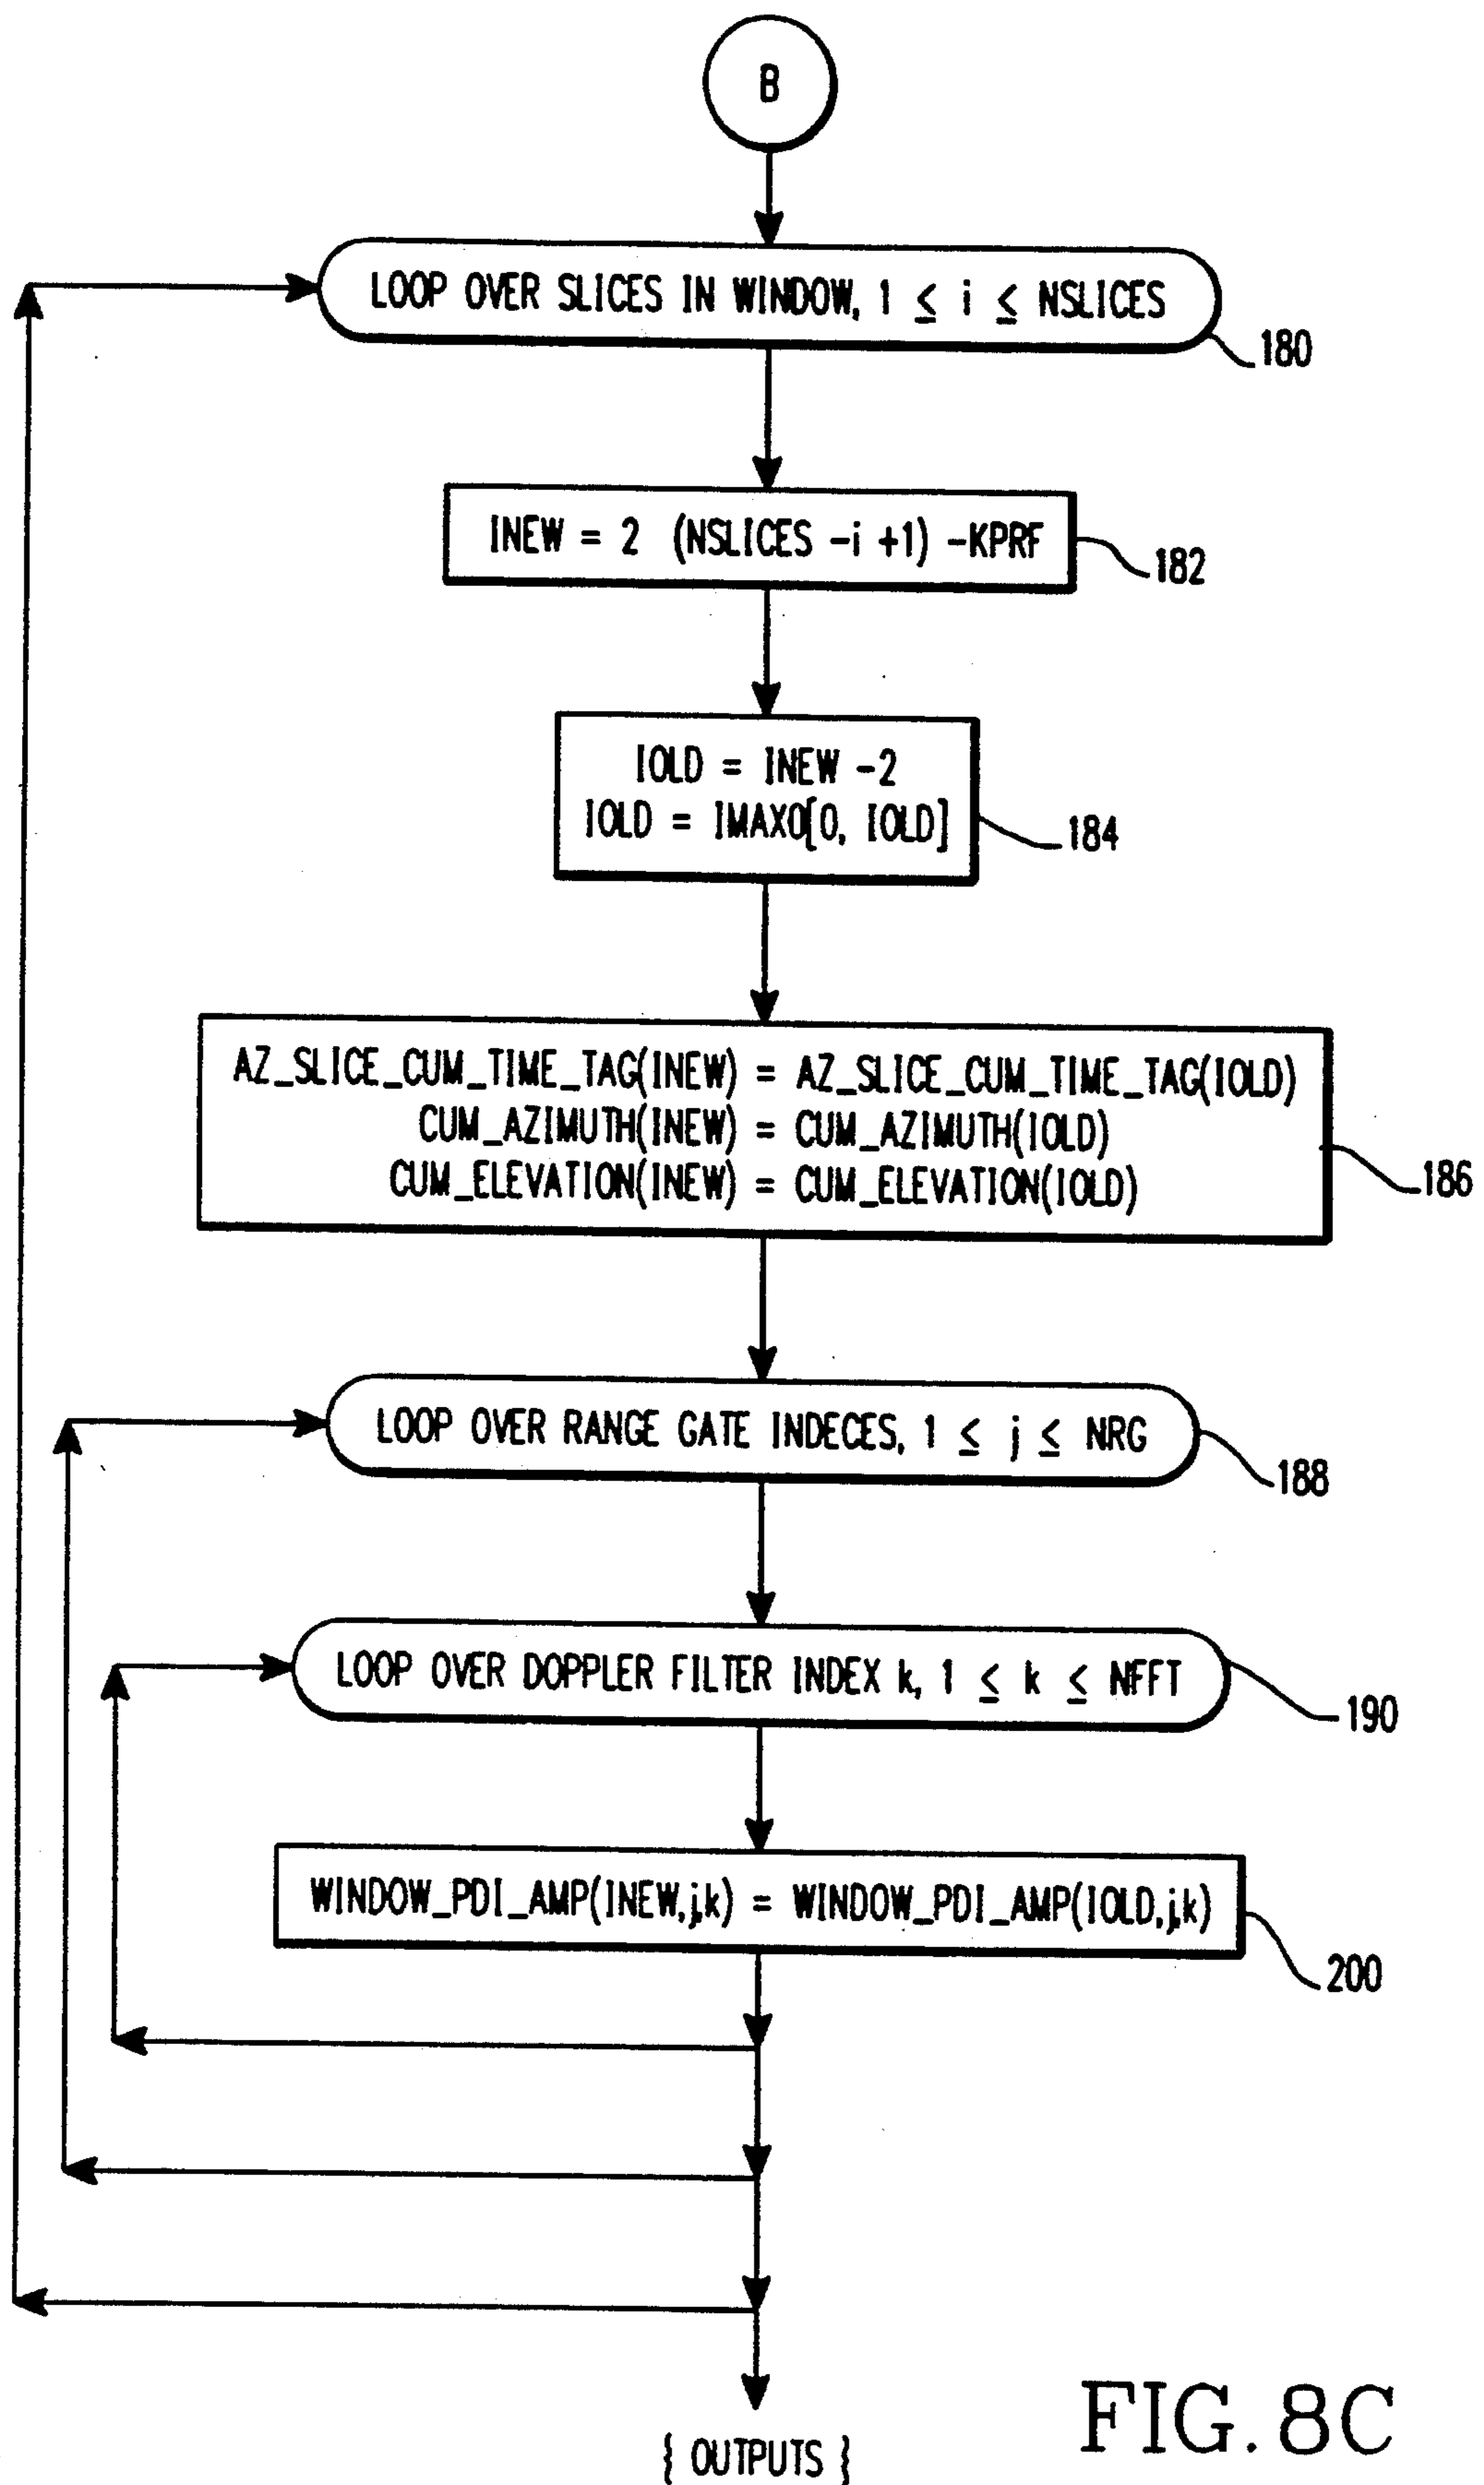 B
LOOP OVER SLICES IN WINDOW, 1 ≤ i ≤ NSLICES
180
INEW = 2 (NSLICES -i +1) -KPRF
182
IOLD = INEW -2
IOLD = IMAXO[0, IOLD]
184
AZ_SLICE_CUM_TIME_TAG(INEW) = AZ_SLICE_CUM_TIME_TAG(IOLD)
CUM_AZIMUTH(INEW) = CUM_AZIMUTH(IOLD)
CUM_ELEVATION(INEW) = CUM_ELEVATION(IOLD)
186
LOOP OVER RANGE GATE INDECES, 1 ≤ j ≤ NRG
188
LOOP OVER DOPPLER FILTER INDEX k, 1 ≤ k ≤ NFFT
190
WINDOW_PDI_AMP(INEW,j,k) = WINDOW_PDI_AMP(IOLD,j,k)
200
{ OUTPUTS }
FIG. 8C